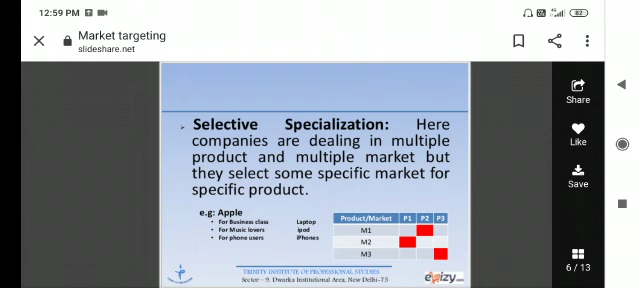 12:59 PM
4G
82
Market targeting
slideshare.net
Selective Specialization: Here
companies are dealing in multiple
product and multiple market but
they select some specific market for
specific product.
e.g: Apple
• For Business class Laptop
• For Music lovers ipod
• For phone users iPhones
Product/Market P1 P2 P3
M1
M2
M3
TRINITY INSTITUTE OF PROFESSIONAL STUDIES
Sector – 9, Dwarka Institutional Area, New Delhi-75
Share
Like
Save
6 / 13